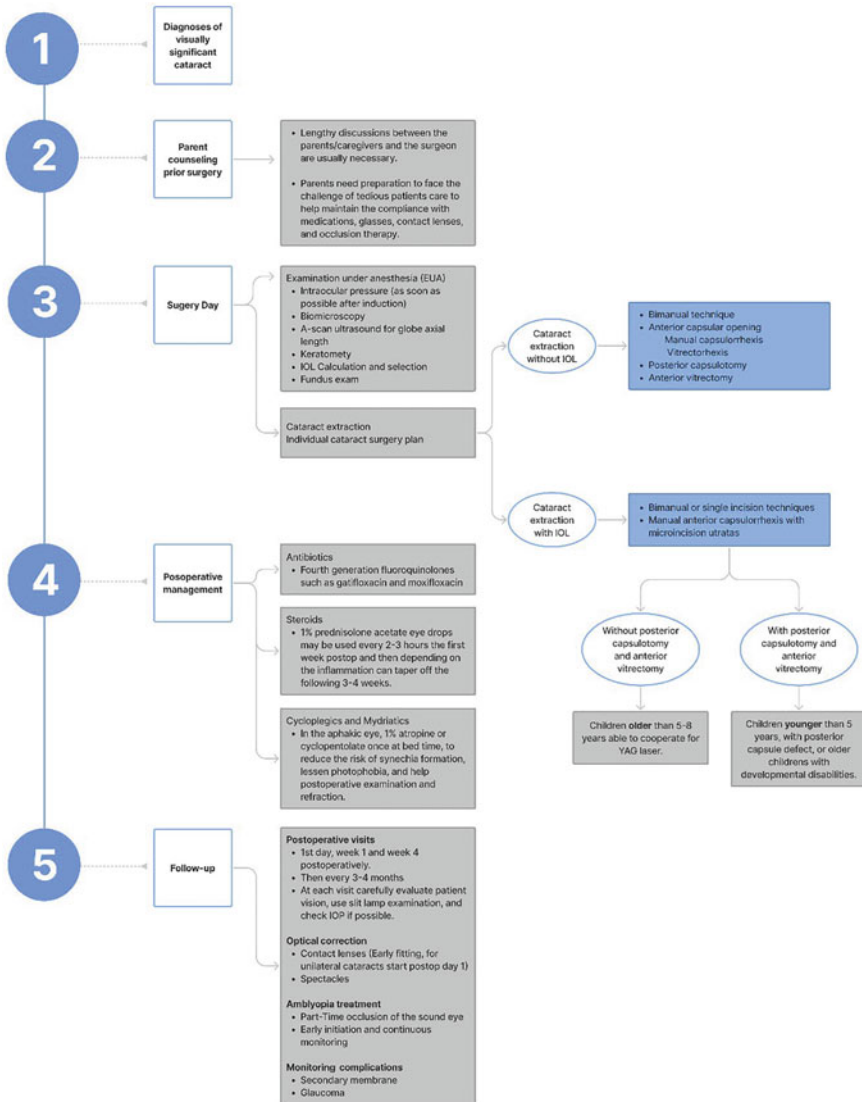 1
Diagnoses of
visually
significant
cataract
2
Parent
counseling
prior surgery
• Lengthy discussions between the
parents/caregivers and the surgeon
are usually necessary.
• Parents need preparation to face the
challenge of tedious patients care to
help maintain the compliance with
medications, glasses, contact lenses,
and occlusion therapy.
3
Sugery Day
Examination under anesthesia (EUA)
• Intraocular pressure (as soon as
possible after induction)
• Biomicroscopy
• A-scan ultrasound for globe axial
length
• Keratomety
• IOL Calculation and selection
• Fundus exam
Cataract extraction
Individual cataract surgery plan
Cataract
extraction
without IOL
• Bimanual technique
• Anterior capsular opening
Manual capsulorrhexis
Vitrectorhexis
• Posterior capsulotomy
• Anterior vitrectomy
Cataract
extraction
with IOL
• Bimanual or single incision techniques
• Manual anterior capsulorrhexis with
microincision utratas
Without posterior
capsulotomy
and anterior
vitrectomy
With posterior
capsulotomy and
anterior
vitrectomy
Children older than 5-8
years able to cooperate for
YAG laser.
Children younger than 5
years, with posterior
capsule defect, or older
childrens with
developmental disabilities.
4
Posoperative
management
Antibiotics
• Fourth generation fluoroquinolones
such as gatifloxacin and moxifloxacin
Steroids
• 1% prednisolone acetate eye drops
may be used every 2-3 hours the first
week postop and then depending on
the inflammation can taper off the
following 3-4 weeks.
Cycloplegics and Mydriatics
• In the aphakic eye, 1% atropine or
cyclopentolate once at bed time, to
reduce the risk of synechia formation,
lessen photophobia, and help
postoperative examination and
refraction.
5
Follow-up
Postoperative visits
• 1st day, week 1 and week 4
postoperatively.
• Then every 3-4 months
• At each visit carefully evaluate patient
vision, use slit lamp examination, and
check IOP if possible.
Optical correction
• Contact lenses (Early fitting, for
unilateral cataracts start postop day 1)
• Spectacles
Amblyopia treatment
• Part-Time occlusion of the sound eye
• Early initiation and continuous
monitoring
Monitoring complications
• Secondary membrane
• Glaucoma